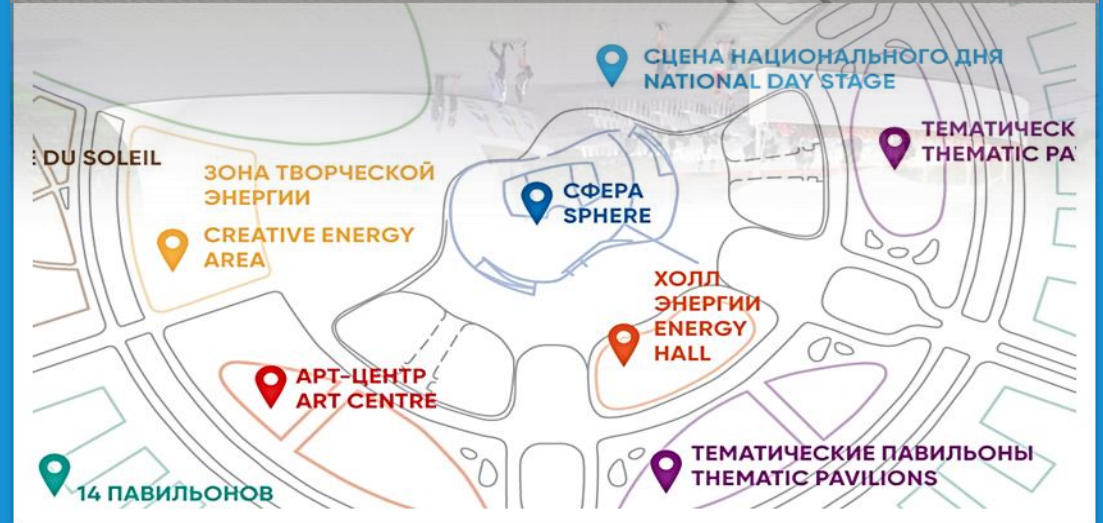 СЦЕНА НАЦИОНАЛЬНОГО ДНЯ
NATIONAL DAY STAGE
ТЕМАТИЧЕСК
THEMATIC PA
DU SOLEIL
ЗОНА ТВОРЧЕСКОЙ
ЭНЕРГИИ
CREATIVE ENERGY
AREA
СФЕРА
SPHERE
ХОЛЛ
ЭНЕРГИИ
ENERGY
HALL
АРТ-ЦЕНТР
ART CENTRE
ТЕМАТИЧЕСКИЕ ПАВИЛЬОНЫ
THEMATIC PAVILIONS
14 ПАВИЛЬОНОВ